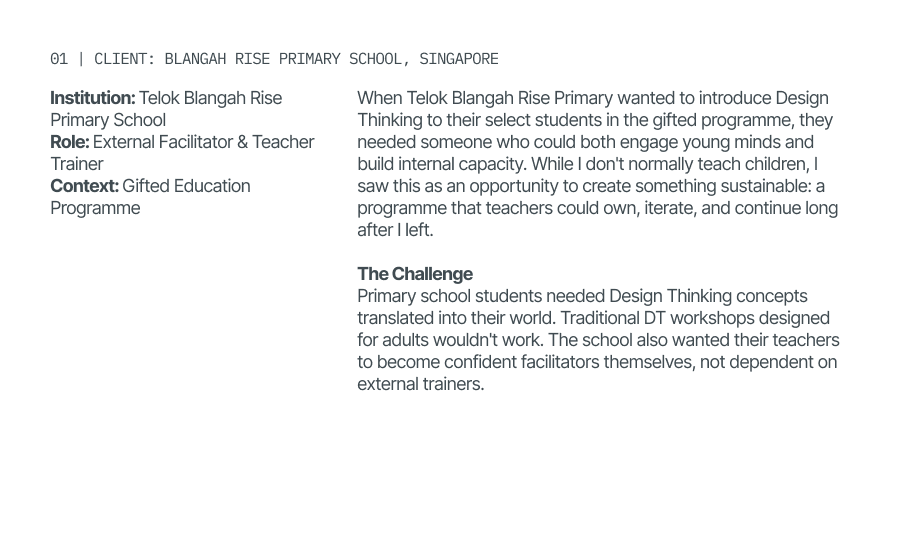 01 | CLIENT: BLANGAH RISE PRIMARY SCHOOL, SINGAPORE
Institution: Telok Blangah Rise
Primary School
Role: External Facilitator & Teacher
Trainer
Context: Gifted Education
Programme
When Telok Blangah Rise Primary wanted to introduce Design
Thinking to their select students in the gifted programme, they
needed someone who could both engage young minds and
build internal capacity. While I don't normally teach children, I
saw this as an opportunity to create something sustainable: a
programme that teachers could own, iterate, and continue long
after I left.
The Challenge
Primary school students needed Design Thinking concepts
translated into their world. Traditional DT workshops designed
for adults wouldn't work. The school also wanted their teachers
to become confident facilitators themselves, not dependent on
external trainers.